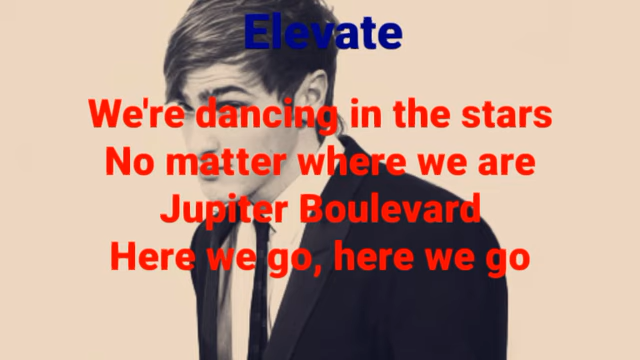 Elevate
We're dancing in the stars
No matter where we are
Jupiter Boulevard
Here we go, here we go